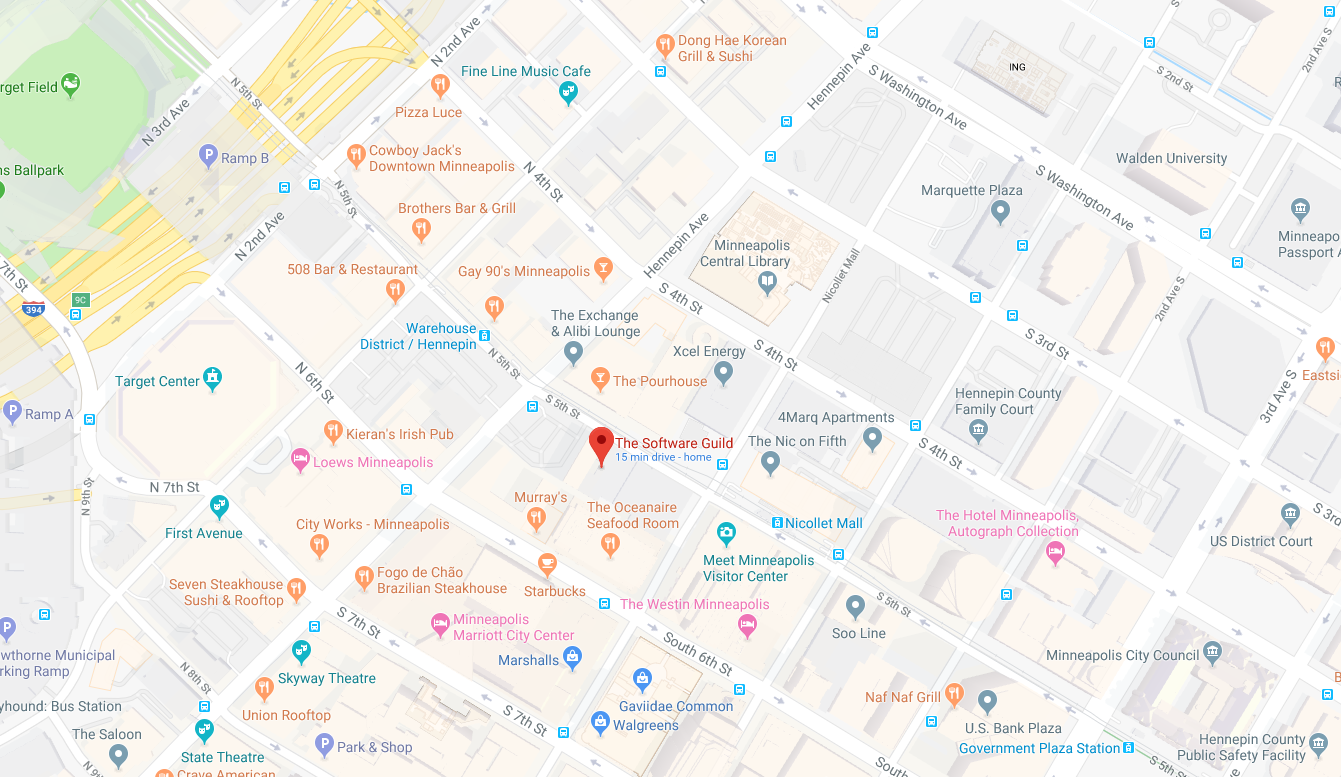 N 2nd Ave
Dong Hae Korean
Grill & Sushi
Hennepin Ave
2nd Ave S
ING
S Washington Ave
S 2nd St
Fine Line Music Cafe
rget Field
N 5th St
Pizza Luce
N 3rd Ave
P
Ramp B
Cowboy Jack's
Downtown Minneapolis
N 4th St
Walden University
S Washington Ave
ns Ballpark
N 5th St
Marquette Plaza
Brothers Bar & Grill
N 2nd Ave
Hennepin Ave
Minneapolis
Central Library
Minneapo
Passport A
7th St
508 Bar & Restaurant
Gay 90's Minneapolis
Nicollet Mall
2nd Ave S
9C
394
S 4th St
The Exchange
& Alibi Lounge
Warehouse
District / Hennepin
N 5th St
Xcel Energy
S 4th St
S 3rd St
Target Center
N 6th St
The Pourhouse
Eastsi
3rd Ave S
Hennepin County
Family Court
P
Ramp A
S 5th St
4Marq Apartments
Kieran's Irish Pub
The Software Guild
15 min drive - home
The Nic on Fifth
S 4th St
Loews Minneapolis
N 7th St
N 9th St
Murray's
The Oceanaire
Seafood Room
First Avenue
City Works - Minneapolis
Nicollet Mall
The Hotel Minneapolis,
Autograph Collection
S 3rd
US District Court
Meet Minneapolis
Visitor Center
Seven Steakhouse
Sushi & Rooftop
Fogo de Chão
Brazilian Steakhouse
Starbucks
The Westin Minneapolis
S 5th St
Soo Line
S 7th St
Minneapolis
Marriott City Center
South 6th St
P
wthorne Municipal
rking Ramp
Marshalls
Minneapolis City Council
N 8th St
Skyway Theatre
Naf Naf Grill
yhound: Bus Station
Union Rooftop
S 7th St
Gaviidae Common
Walgreens
U.S. Bank Plaza
Government Plaza Station
The Saloon
State Theatre
P
Park & Shop
Hennepin County
Public Safety Facility
S 5th St
South
N 9th
Crave American